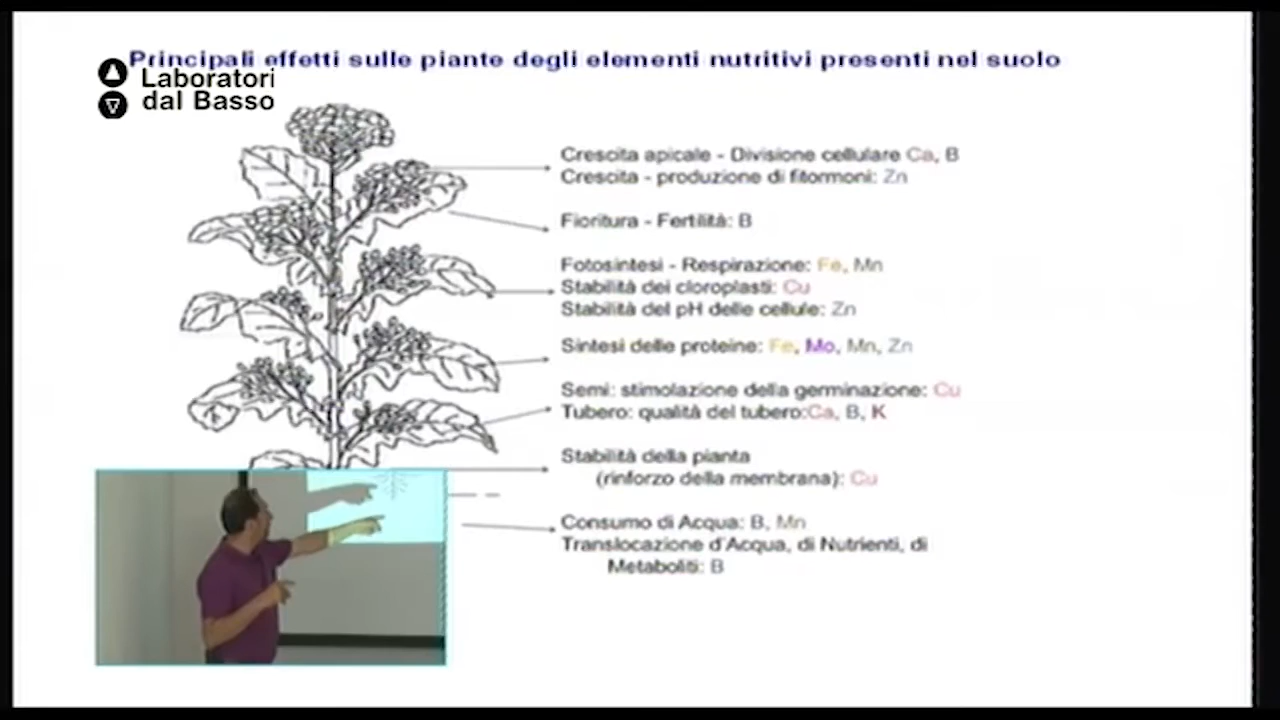 Principali effetti sulle piante degli elementi nutritivi presenti nel suolo
Laboratori
dal Basso
Crescita apicale - Divisione cellulare Ca, B
Crescita - produzione di fitormoni: Zn
Fioritura - Fertilità: B
Fotosintesi - Respirazione: Fe, Mn
Stabilità dei cloroplasti: Cu
Stabilità del pH delle cellule: Zn
Sintesi delle proteine: Fe, Mo, Mn, Zn
Semi: stimolazione della germinazione: Cu
Tubero: qualità del tubero:Ca, B, K
Stabilità della pianta
(rinforzo della membrana): Cu
Consumo di Acqua: B, Mn
Translocazione d'Acqua, di Nutrienti, di
Metaboliti: B